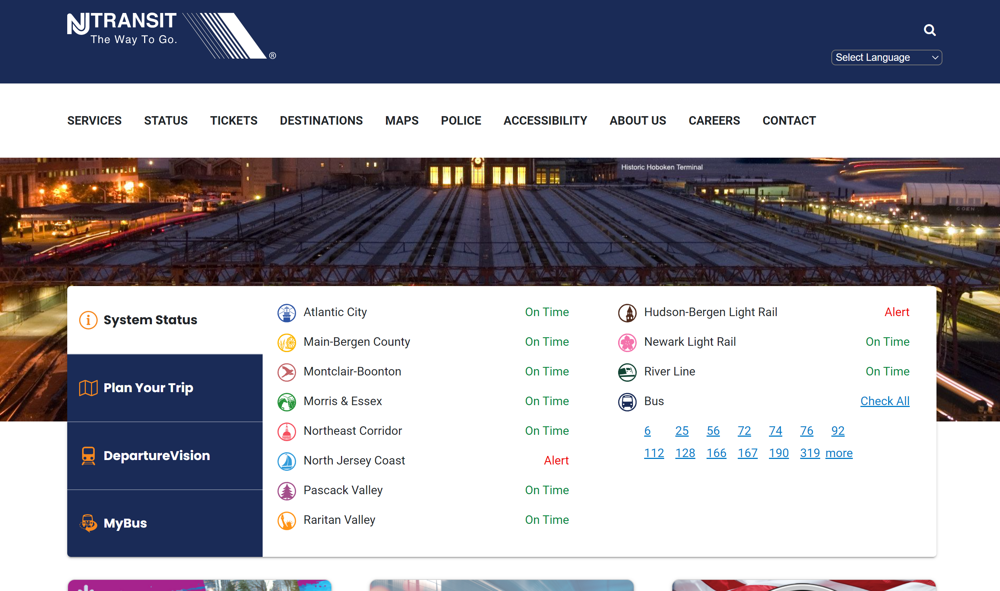 NJ TRANSIT
The Way To Go.
®
Select Language
SERVICES STATUS TICKETS DESTINATIONS MAPS POLICE ACCESSIBILITY ABOUT US CAREERS CONTACT
Historic Hoboken Terminal
System Status
Plan Your Trip
DepartureVision
MyBus
Atlantic City On Time
Main-Bergen County On Time
Montclair-Boonton On Time
Morris & Essex On Time
Northeast Corridor On Time
North Jersey Coast Alert
Pascack Valley On Time
Raritan Valley On Time
Hudson-Bergen Light Rail Alert
Newark Light Rail On Time
River Line On Time
Bus Check All
6 25 56 72 74 76 92
112 128 166 167 190 319 more